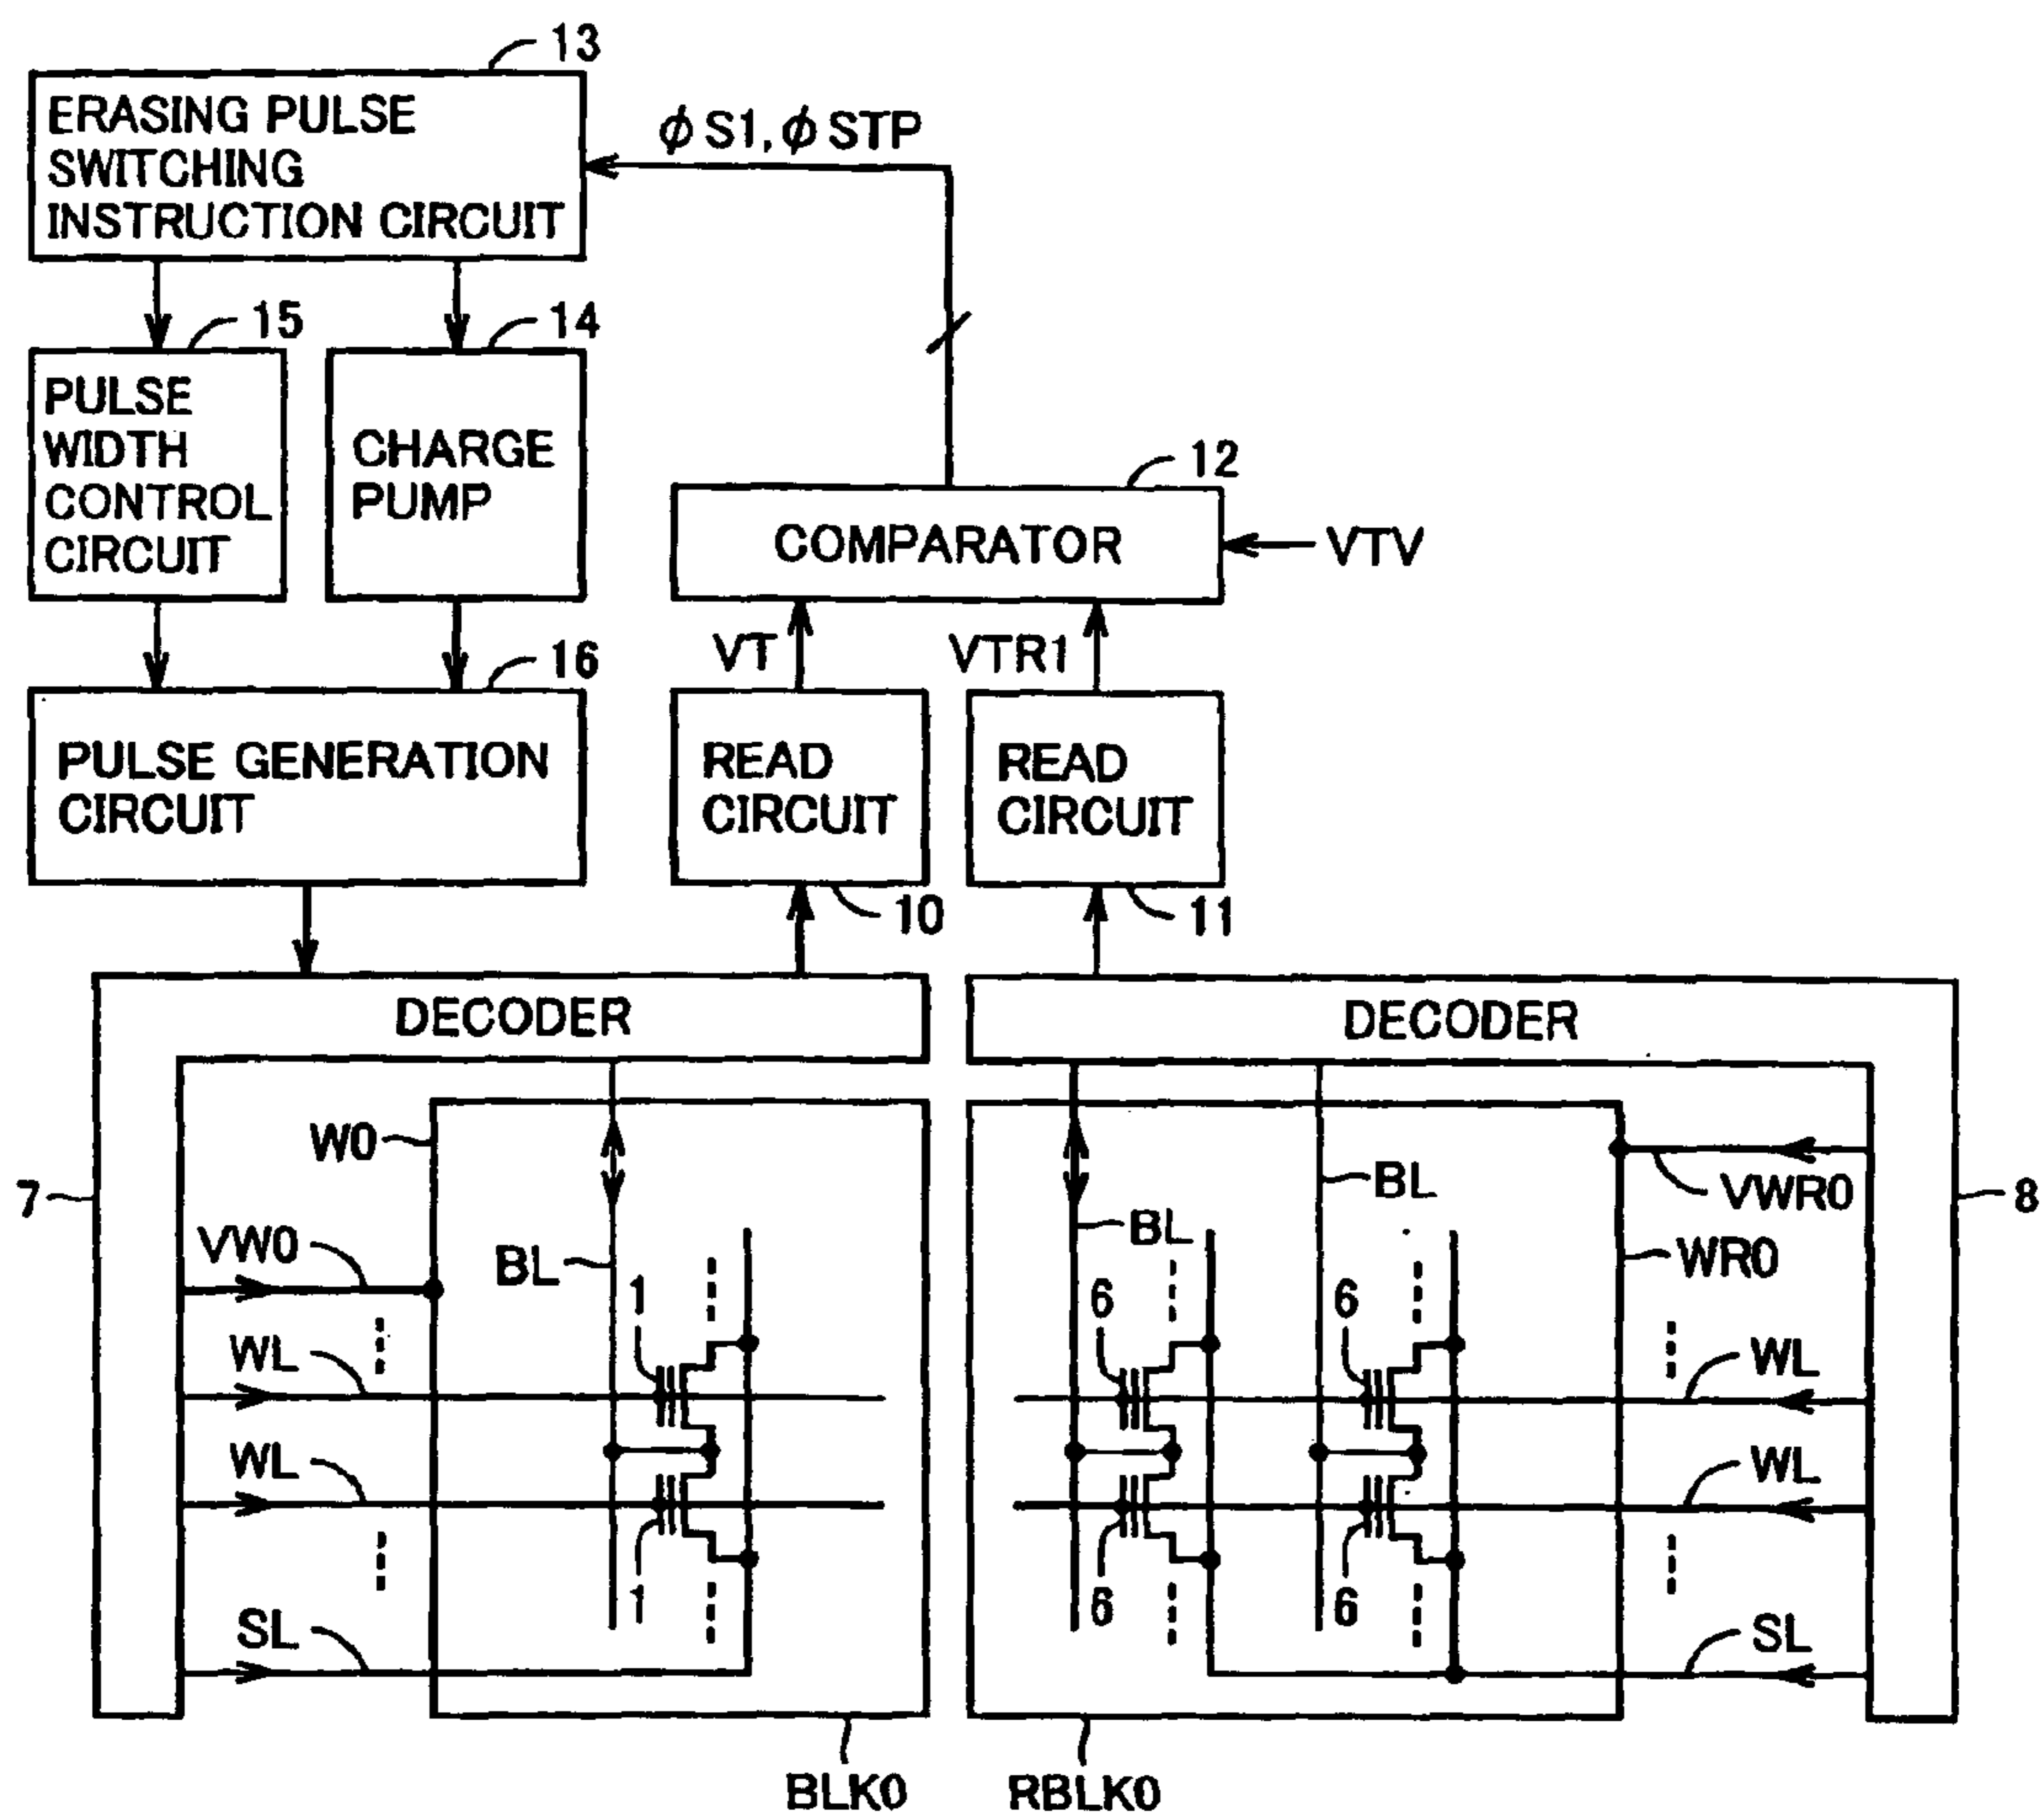 13
ERASING PULSE
SWITCHING
INSTRUCTION CIRCUIT
ϕS1, ϕSTP
15
14
PULSE
WIDTH
CONTROL
CIRCUIT
CHARGE
PUMP
12
COMPARATOR
VTV
16
VT
VTR1
PULSE GENERATION
CIRCUIT
READ
CIRCUIT
READ
CIRCUIT
10
11
DECODER
DECODER
W0
7
BL
VWR0
8
VW0
BL
BL
WR0
1
6
6
WL
WL
WL
WL
1
6
6
SL
SL
BLK0
RBLK0